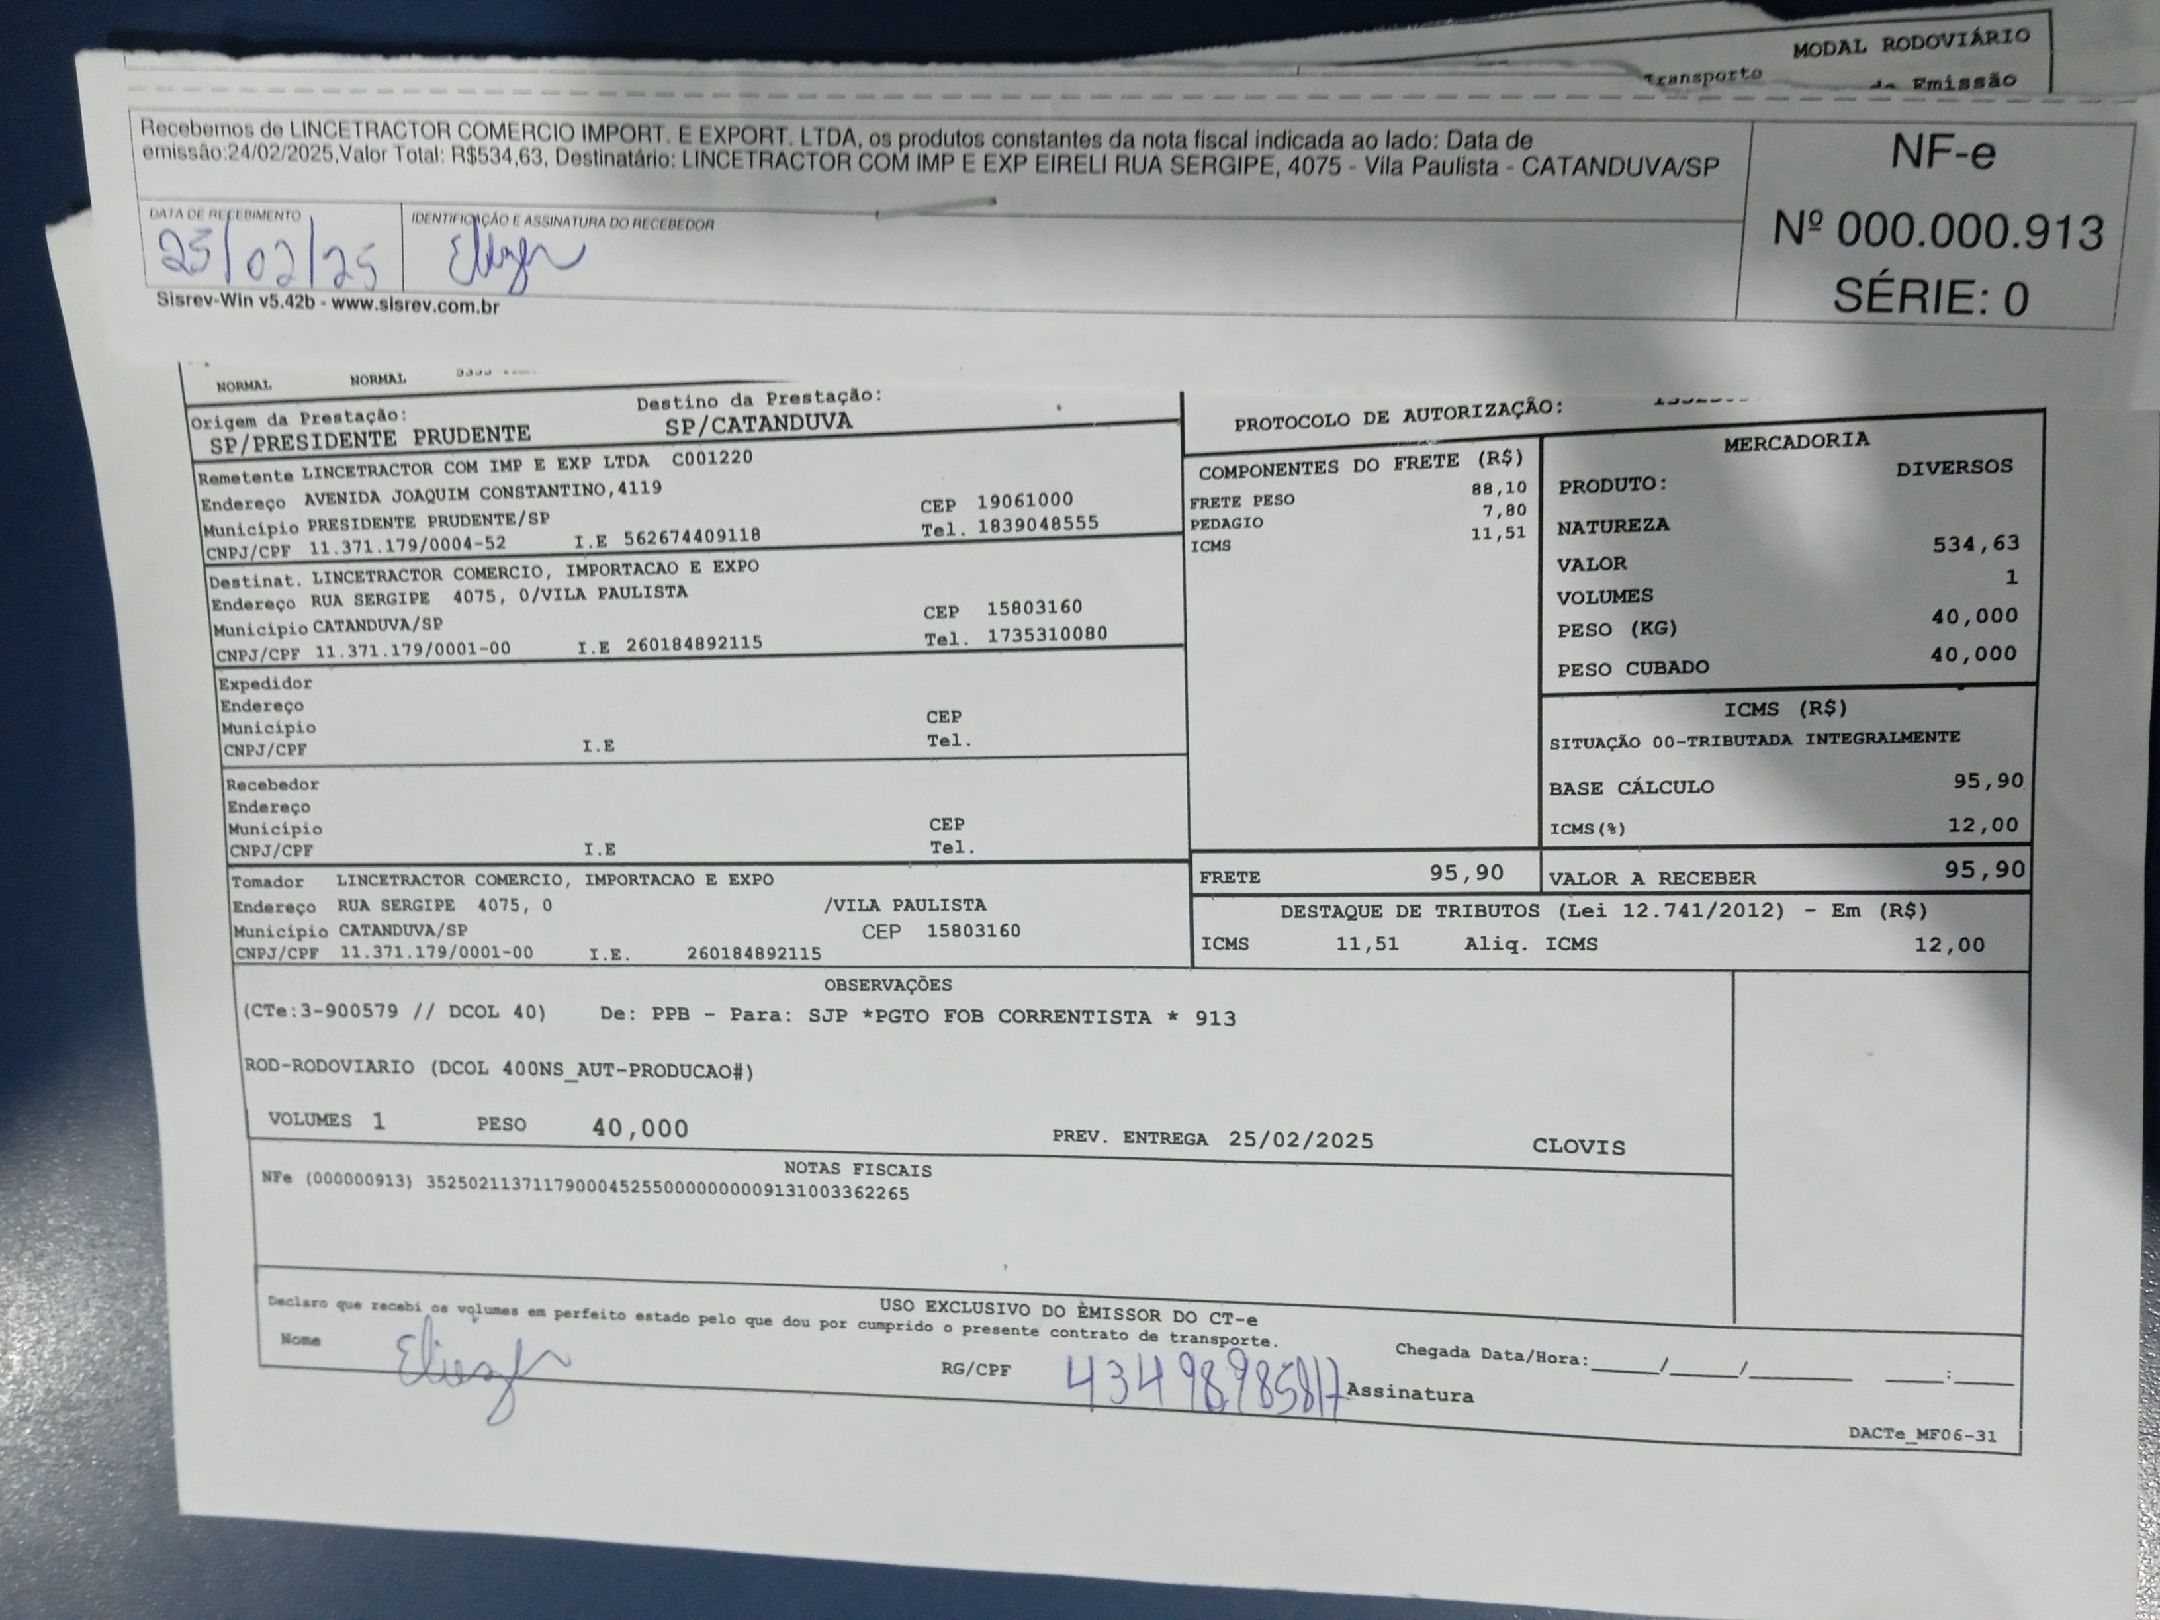 MODAL RODOVIÁRIO
Transporto de Emissão
Recebemos de LINCETRACTOR COMERCIO IMPORT. E EXPORT. LTDA, os produtos constantes da nota fiscal indicada ao lado: Data de
emissão:24/02/2025,Valor Total: R$534,63, Destinatário: LINCETRACTOR COM IMP E EXP EIRELI RUA SERGIPE, 4075 - Vila Paulista - CATANDUVA/SP
NF-e
Nº 000.000.913
SÉRIE: 0
DATA DE RECEBIMENTO
25/02/25
IDENTIFICAÇÃO E ASSINATURA DO RECEBEDOR
Sisrev-Win v5.42b - www.sisrev.com.br
NORMAL NORMAL
Origem da Prestação: Destino da Prestação:
SP/PRESIDENTE PRUDENTE SP/CATANDUVA
PROTOCOLO DE AUTORIZAÇÃO:
Remetente LINCETRACTOR COM IMP E EXP LTDA C001220
Endereço AVENIDA JOAQUIM CONSTANTINO,4119 CEP 19061000
Município PRESIDENTE PRUDENTE/SP Tel. 1839048555
CNPJ/CPF 11.371.179/0004-52 I.E 562674409118
Destinat. LINCETRACTOR COMERCIO, IMPORTACAO E EXPO
Endereço RUA SERGIPE 4075, 0/VILA PAULISTA CEP 15803160
Município CATANDUVA/SP Tel. 1735310080
CNPJ/CPF 11.371.179/0001-00 I.E 260184892115
Expedidor
Endereço
Município CEP
CNPJ/CPF I.E Tel.
Recebedor
Endereço
Município CEP
CNPJ/CPF I.E Tel.
Tomador LINCETRACTOR COMERCIO, IMPORTACAO E EXPO
Endereço RUA SERGIPE 4075, 0 /VILA PAULISTA
Município CATANDUVA/SP CEP 15803160
CNPJ/CPF 11.371.179/0001-00 I.E. 260184892115
COMPONENTES DO FRETE (R$)
FRETE PESO 88,10
PEDAGIO 7,80
ICMS 11,51
MERCADORIA
PRODUTO: DIVERSOS
NATUREZA
VALOR 534,63
VOLUMES 1
PESO (KG) 40,000
PESO CUBADO 40,000
ICMS (R$)
SITUAÇÃO 00-TRIBUTADA INTEGRALMENTE
BASE CÁLCULO 95,90
ICMS(%) 12,00
FRETE 95,90 VALOR A RECEBER 95,90
DESTAQUE DE TRIBUTOS (Lei 12.741/2012) - Em (R$)
ICMS 11,51 Aliq. ICMS 12,00
OBSERVAÇÕES
(CTe:3-900579 // DCOL 40) De: PPB - Para: SJP *PGTO FOB CORRENTISTA * 913
ROD-RODOVIARIO (DCOL 400NS_AUT-PRODUCAO#)
VOLUMES 1 PESO 40,000 PREV. ENTREGA 25/02/2025 CLOVIS
NOTAS FISCAIS
NFe (000000913) 35250211371179000452550000000009131003362265
USO EXCLUSIVO DO EMISSOR DO CT-e
Declaro que recebi os volumes em perfeito estado pelo que dou por cumprido o presente contrato de transporte.
Nome RG/CPF 43498985817 Assinatura
Chegada Data/Hora:_____/_____/_______ ____:____
DACTe_MF06-31